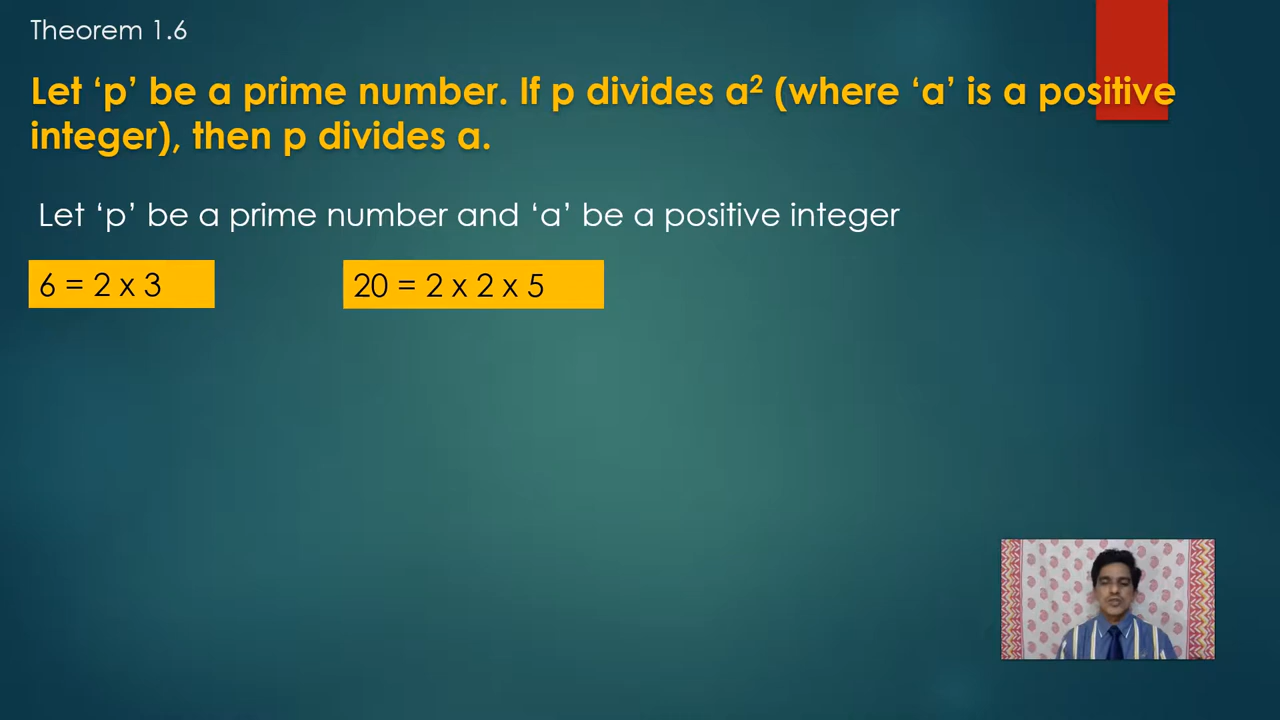 Theorem 1.6
Let ‘p’ be a prime number. If p divides a² (where ‘a’ is a positive
integer), then p divides a.
Let ‘p’ be a prime number and ‘a’ be a positive integer
6 = 2 x 3
20 = 2 x 2 x 5